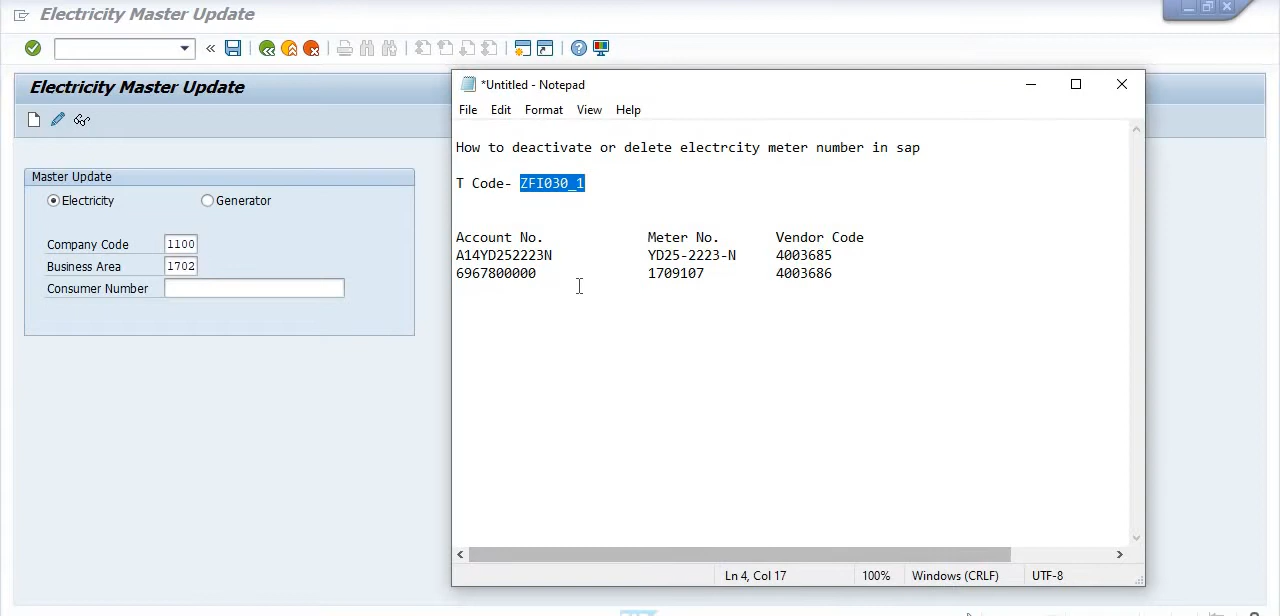 Electricity Master Update
Electricity Master Update
Master Update
Electricity
Generator
Company Code 1100
Business Area 1702
Consumer Number
*Untitled - Notepad
File Edit Format View Help
How to deactivate or delete electrcity meter number in sap
T Code- ZFI030_1
Account No. Meter No. Vendor Code
A14YD252223N YD25-2223-N 4003685
6967800000 1709107 4003686
Ln 4, Col 17 100% Windows (CRLF) UTF-8